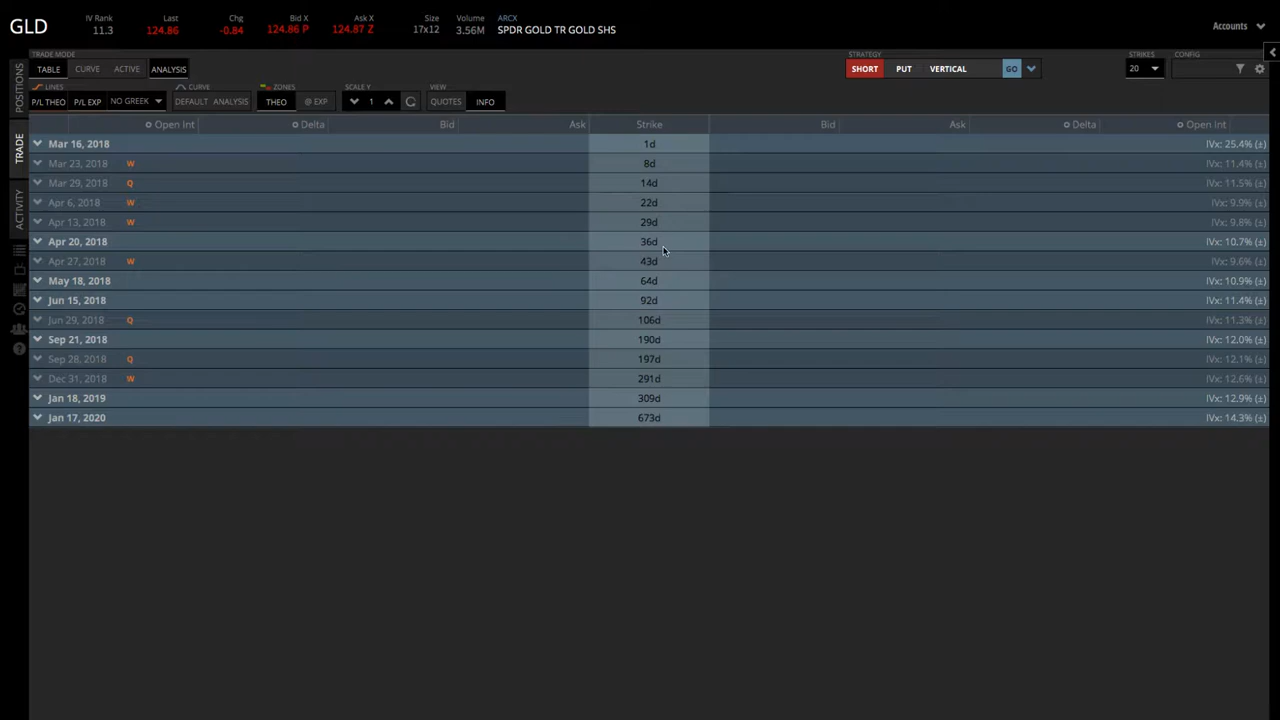 GLD
IV Rank Last Chg Bid X Ask X Size Volume ARCX
11.3 124.86 -0.84 124.86 P 124.87 Z 17x12 3.56M SPDR GOLD TR GOLD SHS
Accounts
TRADE MODE STRATEGY STRIKES CONFIG
TABLE CURVE ACTIVE ANALYSIS SHORT PUT VERTICAL GO 20
LINES CURVE ZONES SCALE Y VIEW
P/L THEO P/L EXP NO GREEK DEFAULT ANALYSIS THEO @ EXP 1 QUOTES INFO
POSITIONS
TRADE
ACTIVITY
Open Int Delta Bid Ask Strike Bid Ask Delta Open Int
Mar 16, 2018 1d IVx: 25.4% (±)
Mar 23, 2018 W 8d IVx: 11.4% (±)
Mar 29, 2018 Q 14d IVx: 11.5% (±)
Apr 6, 2018 W 22d IVx: 9.9% (±)
Apr 13, 2018 W 29d IVx: 9.8% (±)
Apr 20, 2018 36d IVx: 10.7% (±)
Apr 27, 2018 W 43d IVx: 9.6% (±)
May 18, 2018 64d IVx: 10.9% (±)
Jun 15, 2018 92d IVx: 11.4% (±)
Jun 29, 2018 Q 106d IVx: 11.3% (±)
Sep 21, 2018 190d IVx: 12.0% (±)
Sep 28, 2018 Q 197d IVx: 12.1% (±)
Dec 31, 2018 W 291d IVx: 12.6% (±)
Jan 18, 2019 309d IVx: 12.9% (±)
Jan 17, 2020 673d IVx: 14.3% (±)